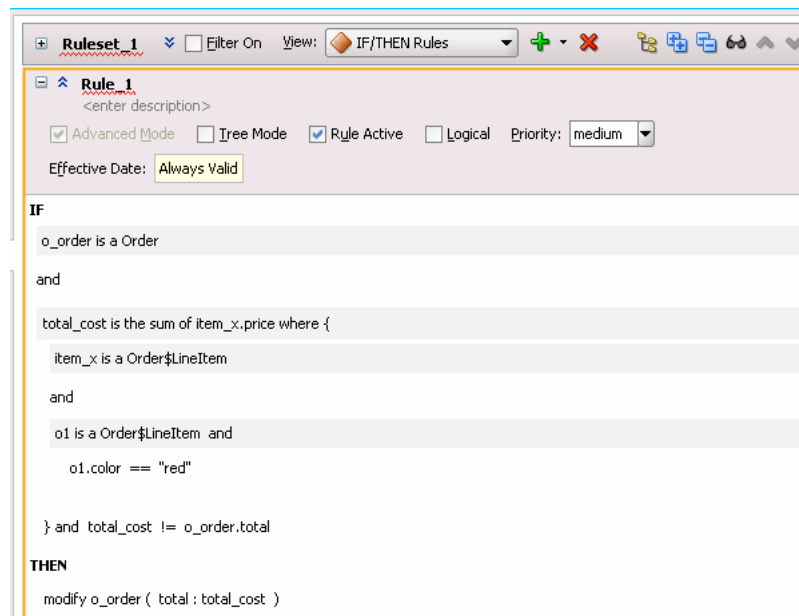 Ruleset_1 Filter On View: IF/THEN Rules
Rule_1
<enter description>
Advanced Mode Tree Mode Rule Active Logical Priority: medium
Effective Date: Always Valid
IF
o_order is a Order
and
total_cost is the sum of item_x.price where {
item_x is a Order$LineItem
and
o1 is a Order$LineItem and
o1.color == "red"
} and total_cost != o_order.total
THEN
modify o_order ( total : total_cost )